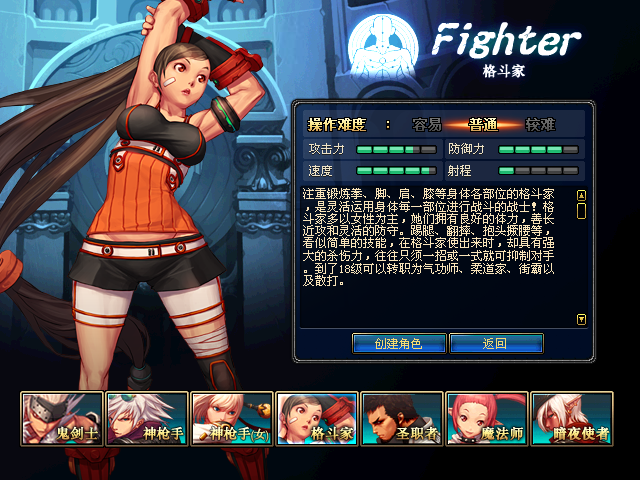 Fighter
格斗家
操作难度 : 容易 普通 较难
攻击力 防御力
速度 射程
注重锻炼拳、脚、肩、膝等身体各部位的格斗家
，是灵活运用身体每一部位进行战斗的战士！格
斗家多以女性为主，她们拥有良好的体力，善长
近攻和灵活的防守。踢腿、翻摔、抱头撅腰等，
看似简单的技能，在格斗家使出来时，却具有强
大的杀伤力，往往只须一招或一式就可抑制对手
。到了18级可以转职为气功师、柔道家、街霸以
及散打。
创建角色 返回
鬼剑士 神枪手 神枪手(女) 格斗家 圣职者 魔法师 暗夜使者